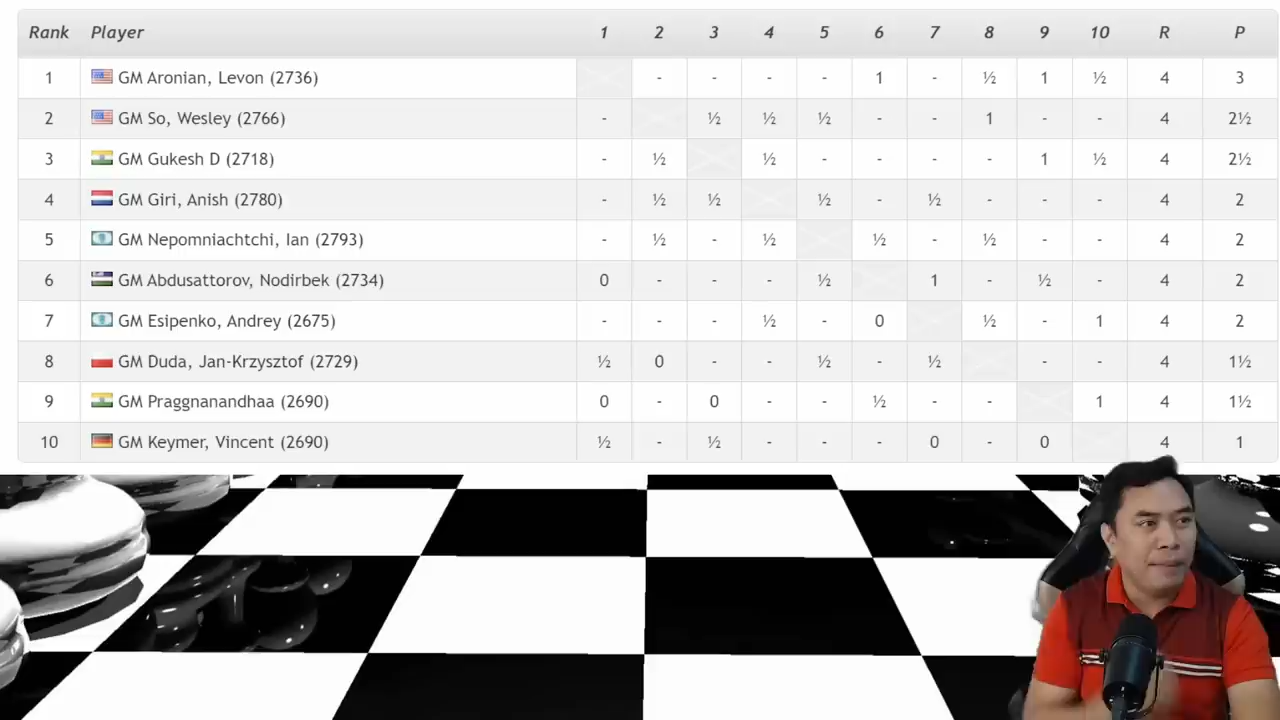 Rank Player 1 2 3 4 5 6 7 8 9 10 R P
1 GM Aronian, Levon (2736) - - - - 1 - ½ 1 ½ 4 3
2 GM So, Wesley (2766) - ½ ½ ½ - - 1 - - 4 2½
3 GM Gukesh D (2718) - ½ ½ - - - - 1 ½ 4 2½
4 GM Giri, Anish (2780) - ½ ½ ½ - ½ - - - 4 2
5 GM Nepomniachtchi, Ian (2793) - ½ - ½ ½ - ½ - - 4 2
6 GM Abdusattorov, Nodirbek (2734) 0 - - - ½ 1 - ½ - 4 2
7 GM Esipenko, Andrey (2675) - - - ½ - 0 ½ - 1 4 2
8 GM Duda, Jan-Krzysztof (2729) ½ 0 - - ½ - ½ - - 4 1½
9 GM Praggnanandhaa (2690) 0 - 0 - - ½ - - 1 4 1½
10 GM Keymer, Vincent (2690) ½ - ½ - - - 0 - 0 4 1